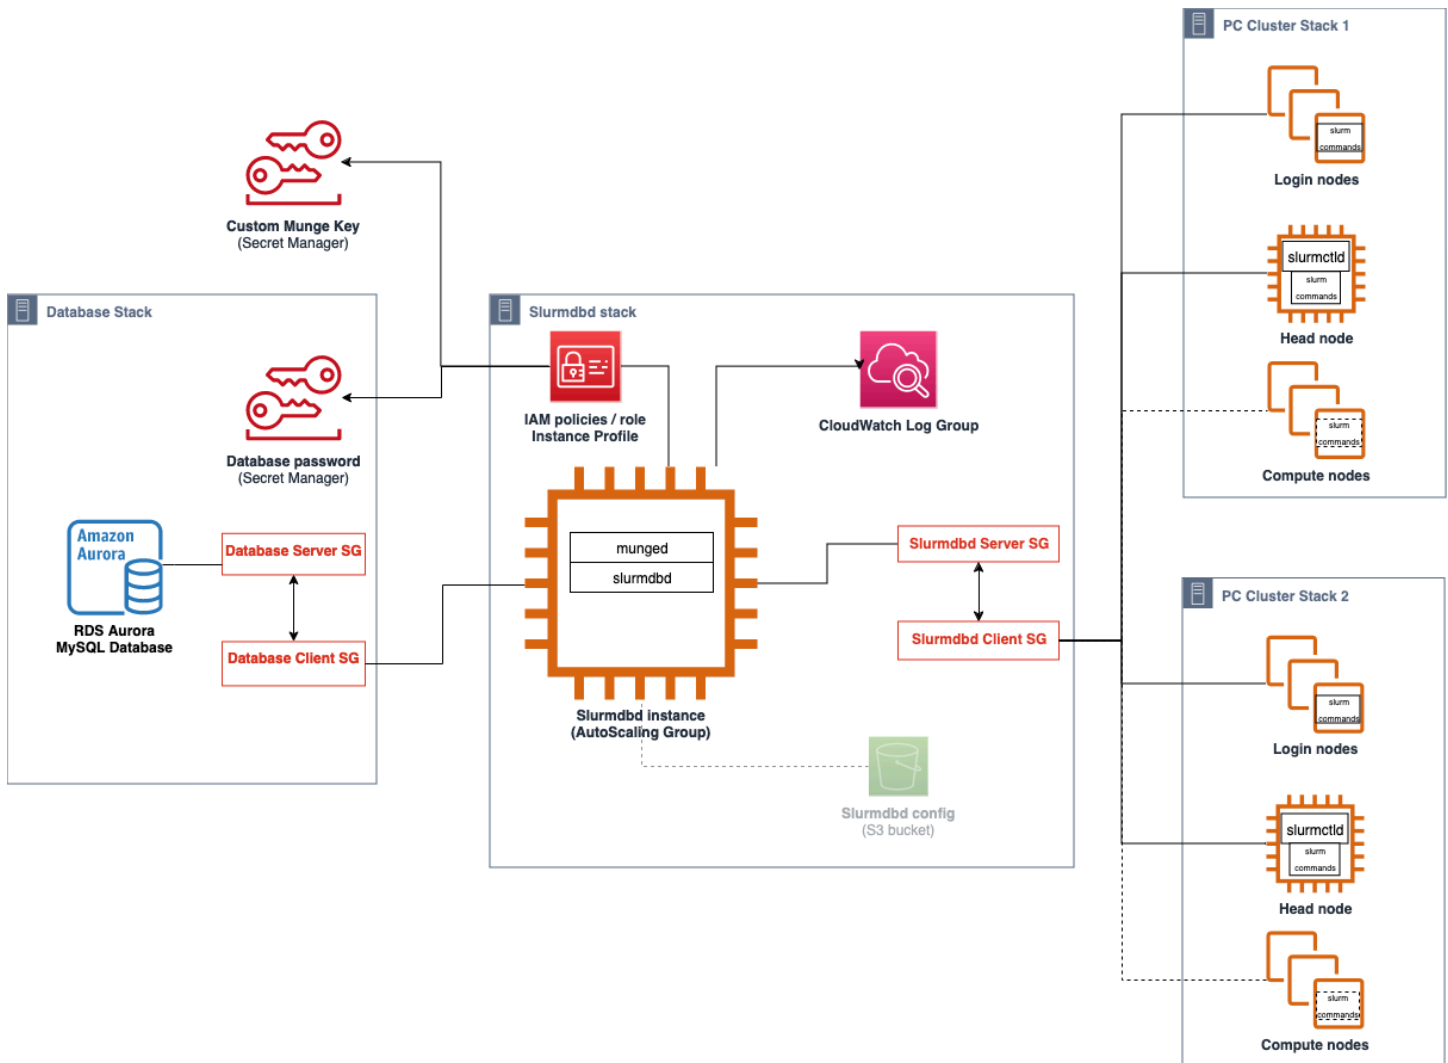 PC Cluster Stack 1
slurm
commands
Login nodes
slurmctld
slurm
commands
Head node
slurm
commands
Compute nodes
Custom Munge Key
(Secret Manager)
Database Stack
Database password
(Secret Manager)
Amazon
Aurora
RDS Aurora
MySQL Database
Database Server SG
Database Client SG
Slurmdbd stack
IAM policies / role
Instance Profile
CloudWatch Log Group
munged
slurmdbd
Slurmdbd instance
(AutoScaling Group)
Slurmdbd Server SG
Slurmdbd Client SG
Slurmdbd config
(S3 bucket)
PC Cluster Stack 2
slurm
commands
Login nodes
slurmctld
slurm
commands
Head node
slurm
commands
Compute nodes